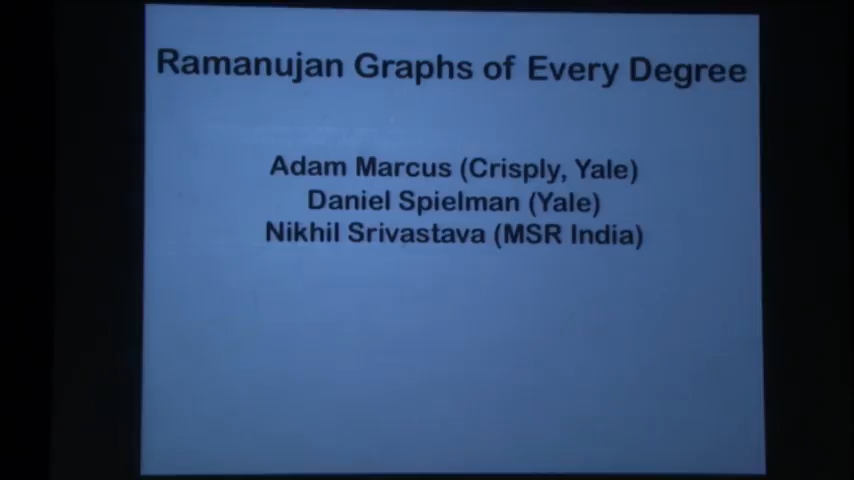 Ramanujan Graphs of Every Degree
Adam Marcus (Crisply, Yale)
Daniel Spielman (Yale)
Nikhil Srivastava (MSR India)